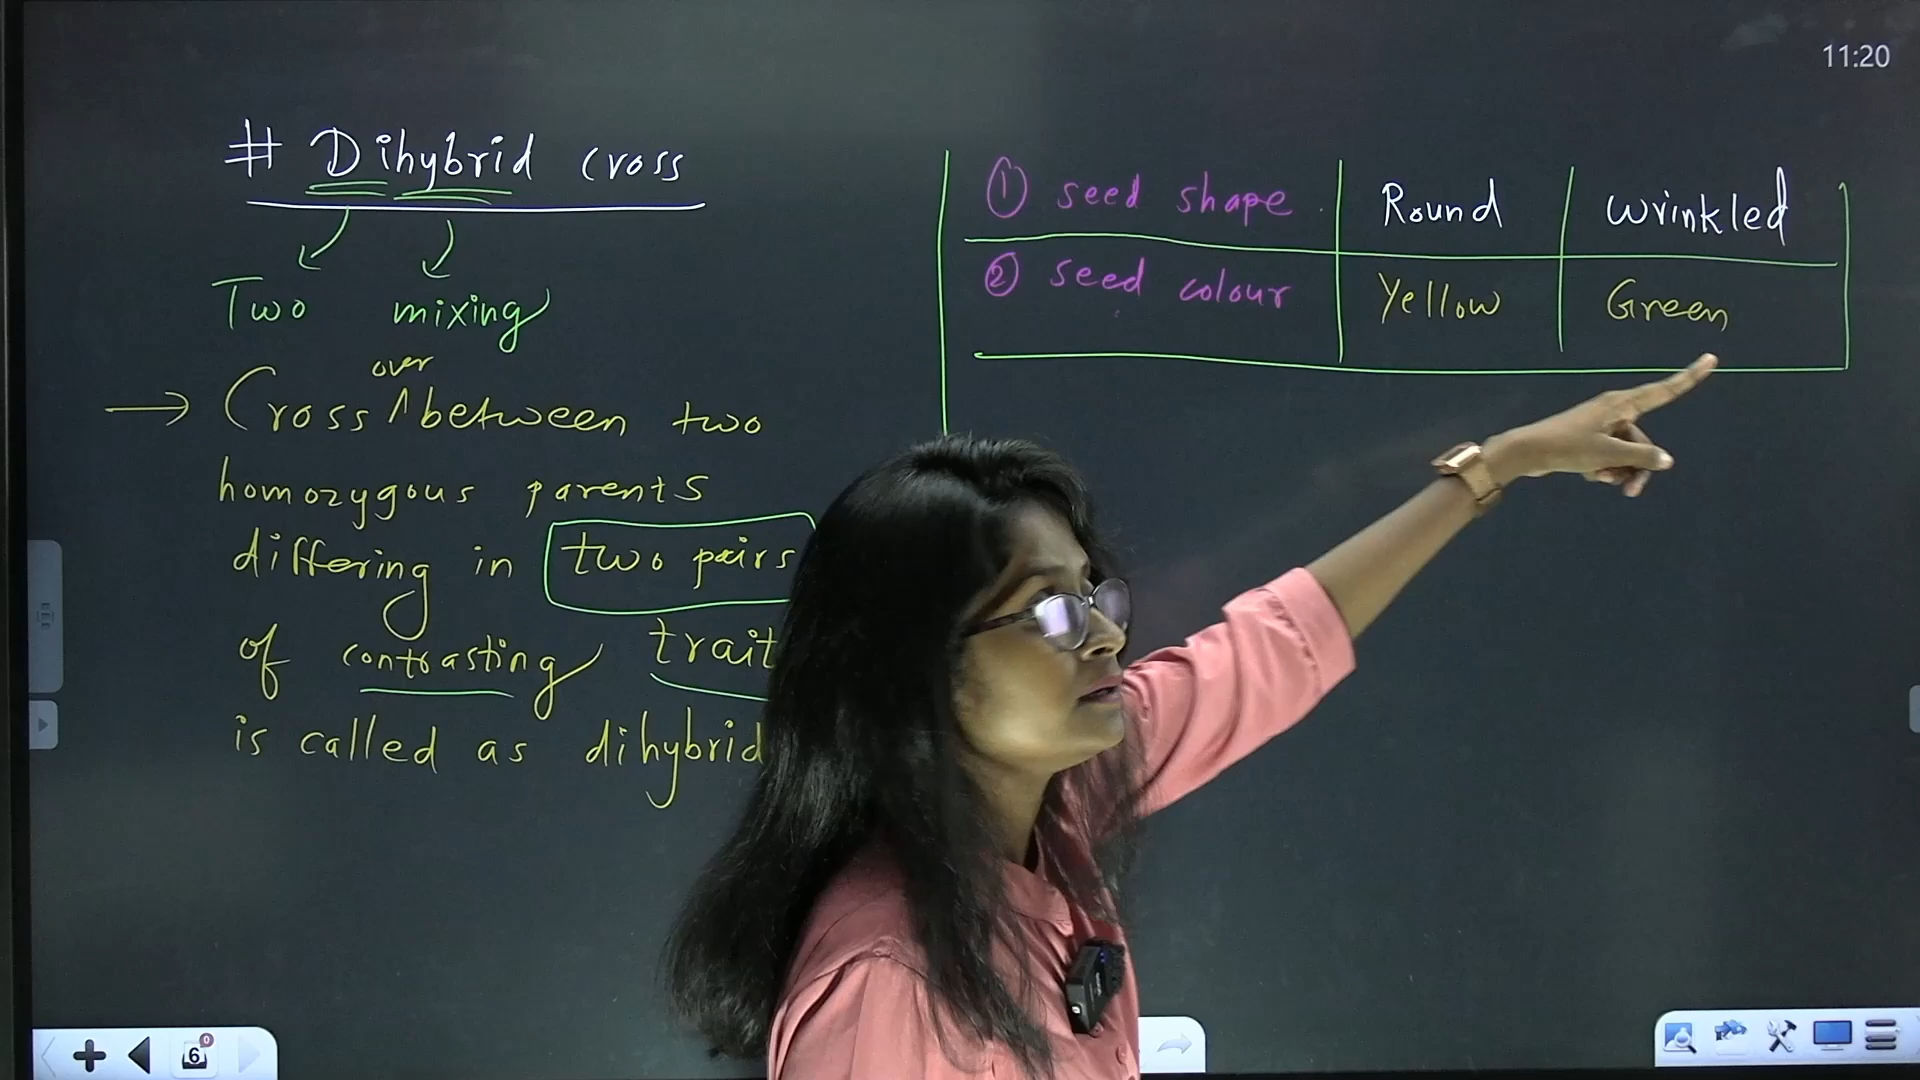 11:20
# Dihybrid cross
Two mixing
over
→ Cross ^ between two
homozygous parents
differing in two pairs
of contrasting trait
is called as dihybrid
① seed shape Round Wrinkled
② seed colour Yellow Green
6
0